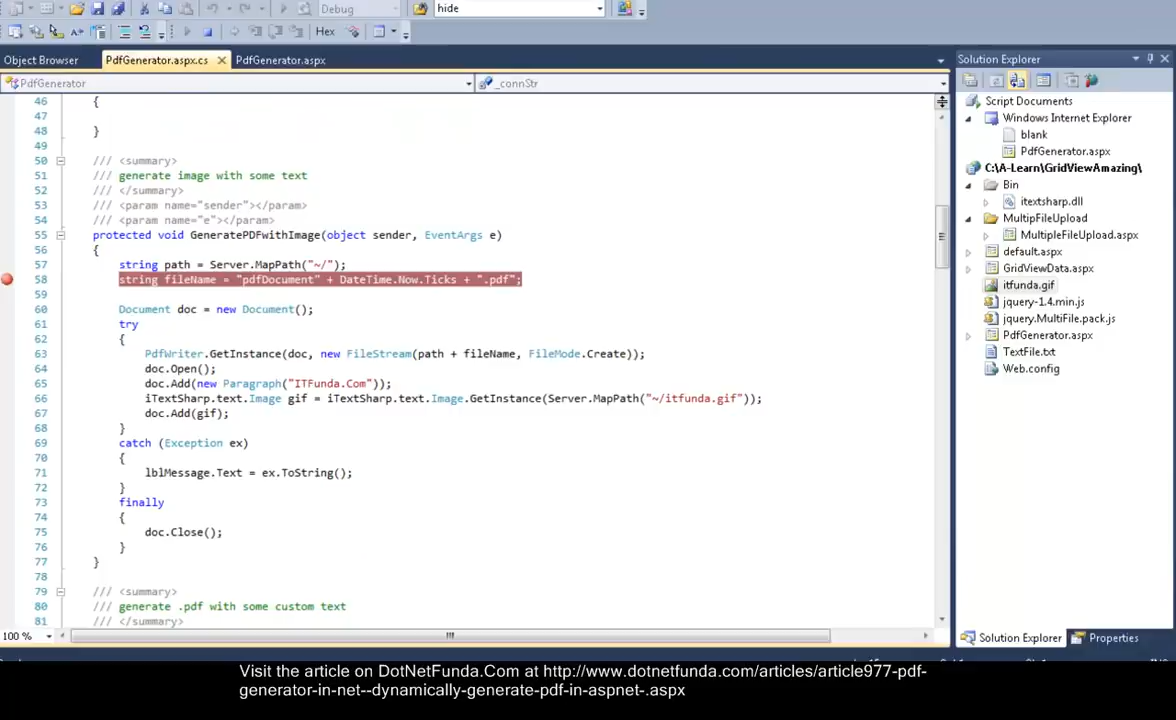 Debug
hide
Hex
Object Browser
PdfGenerator.aspx.cs
PdfGenerator.aspx
Solution Explorer
PdfGenerator
_connStr
46 {
47
48 }
49
50 /// <summary>
51 /// generate image with some text
52 /// </summary>
53 /// <param name="sender"></param>
54 /// <param name="e"></param>
55 protected void GeneratePDFwithImage(object sender, EventArgs e)
56 {
57 string path = Server.MapPath("~/");
58 string fileName = "pdfDocument" + DateTime.Now.Ticks + ".pdf";
59
60 Document doc = new Document();
61 try
62 {
63 PdfWriter.GetInstance(doc, new FileStream(path + fileName, FileMode.Create));
64 doc.Open();
65 doc.Add(new Paragraph("ITFunda.Com"));
66 iTextSharp.text.Image gif = iTextSharp.text.Image.GetInstance(Server.MapPath("~/itfunda.gif"));
67 doc.Add(gif);
68 }
69 catch (Exception ex)
70 {
71 lblMessage.Text = ex.ToString();
72 }
73 finally
74 {
75 doc.Close();
76 }
77 }
78
79 /// <summary>
80 /// generate .pdf with some custom text
81 /// </summary>
100 %
Script Documents
Windows Internet Explorer
blank
PdfGenerator.aspx
C:\A-Learn\GridViewAmazing\
Bin
itextsharp.dll
MultipFileUpload
MultipleFileUpload.aspx
default.aspx
GridViewData.aspx
itfunda.gif
jquery-1.4.min.js
jquery.MultiFile.pack.js
PdfGenerator.aspx
TextFile.txt
Web.config
Solution Explorer
Properties
Visit the article on DotNetFunda.Com at http://www.dotnetfunda.com/articles/article977-pdf-
generator-in-net--dynamically-generate-pdf-in-aspnet-.aspx